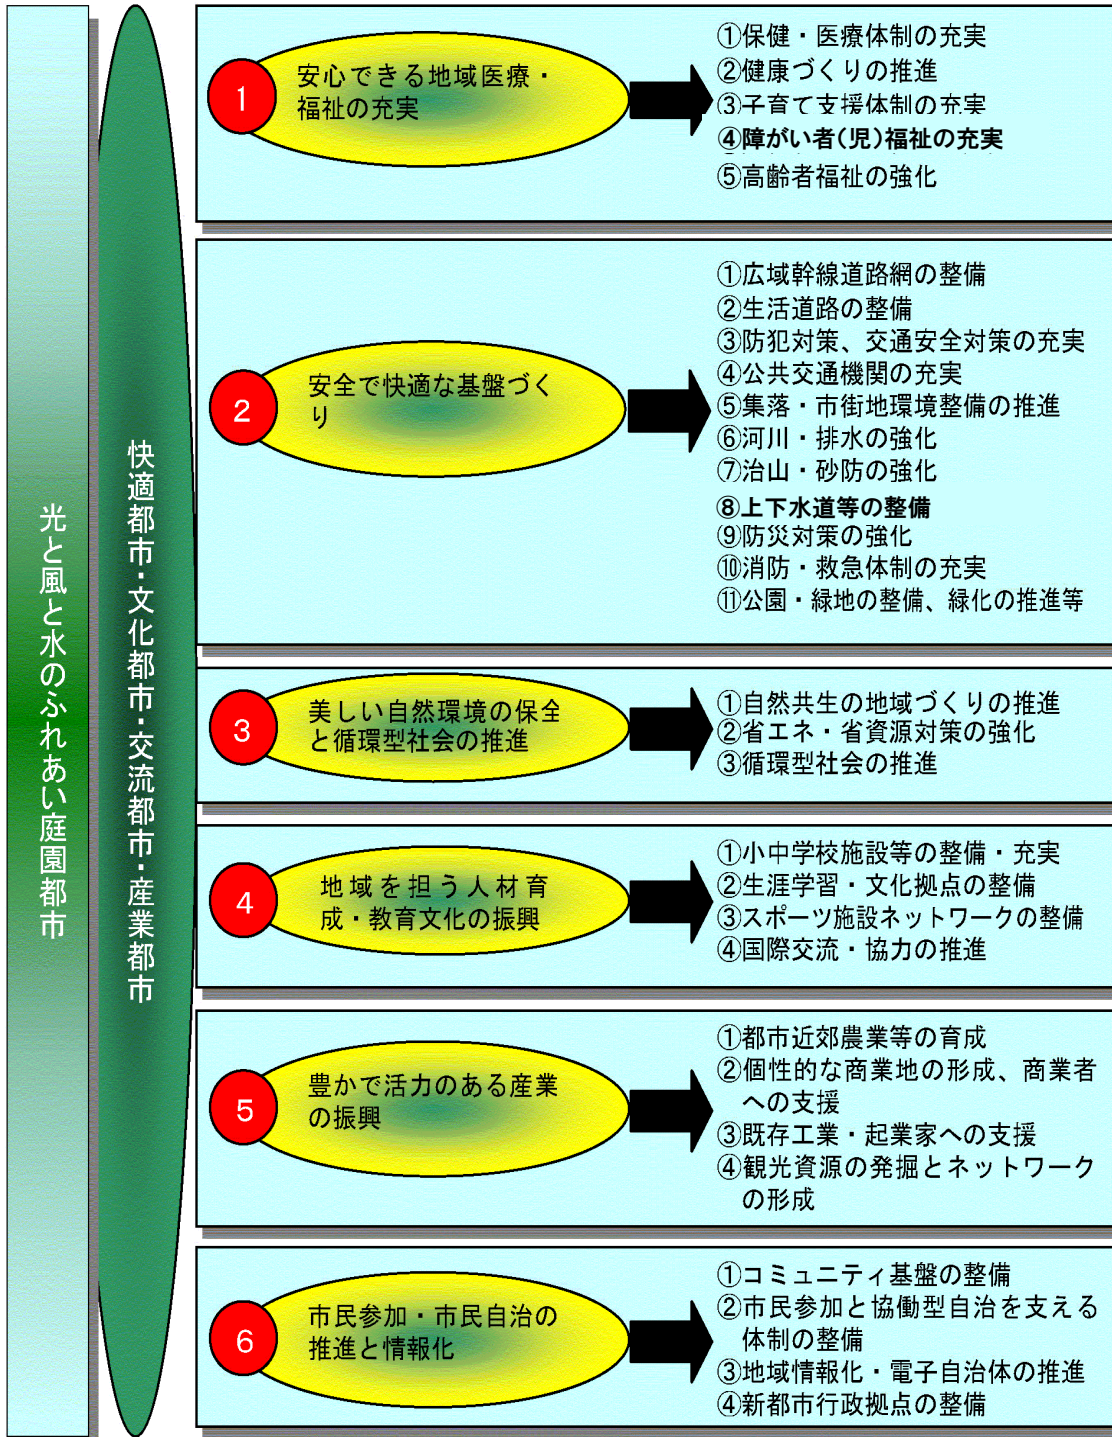 光と風と水のふれあい庭園都市
快適都市・文化都市・交流都市・産業都市
1
安心できる地域医療・
福祉の充実
①保健・医療体制の充実
②健康づくりの推進
③子育て支援体制の充実
④障がい者(児)福祉の充実
⑤高齢者福祉の強化
2
安全で快適な基盤づく
り
①広域幹線道路網の整備
②生活道路の整備
③防犯対策、交通安全対策の充実
④公共交通機関の充実
⑤集落・市街地環境整備の推進
⑥河川・排水の強化
⑦治山・砂防の強化
⑧上下水道等の整備
⑨防災対策の強化
⑩消防・救急体制の充実
⑪公園・緑地の整備、緑化の推進等
3
美しい自然環境の保全
と循環型社会の推進
①自然共生の地域づくりの推進
②省エネ・省資源対策の強化
③循環型社会の推進
4
地域を担う人材育
成・教育文化の振興
①小中学校施設等の整備・充実
②生涯学習・文化拠点の整備
③スポーツ施設ネットワークの整備
④国際交流・協力の推進
5
豊かで活力のある産業
の振興
①都市近郊農業等の育成
②個性的な商業地の形成、商業者
への支援
③既存工業・起業家への支援
④観光資源の発掘とネットワーク
の形成
6
市民参加・市民自治の
推進と情報化
①コミュニティ基盤の整備
②市民参加と協働型自治を支える
体制の整備
③地域情報化・電子自治体の推進
④新都市行政拠点の整備